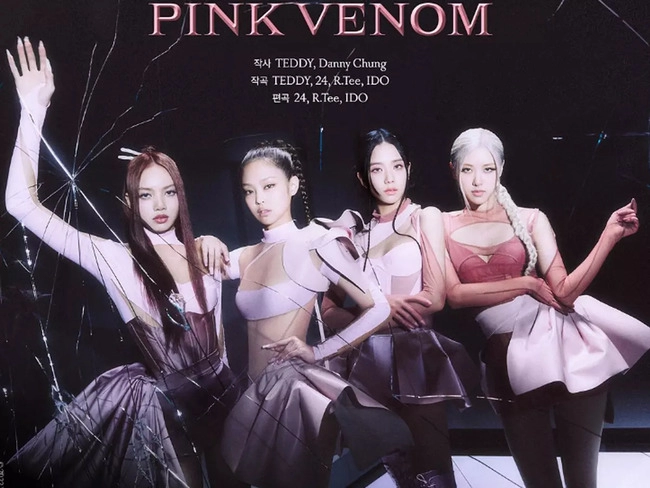 PINK VENOM
작사 TEDDY, Danny Chung
작곡 TEDDY, 24, R.Tee, IDO
편곡 24, R.Tee, IDO